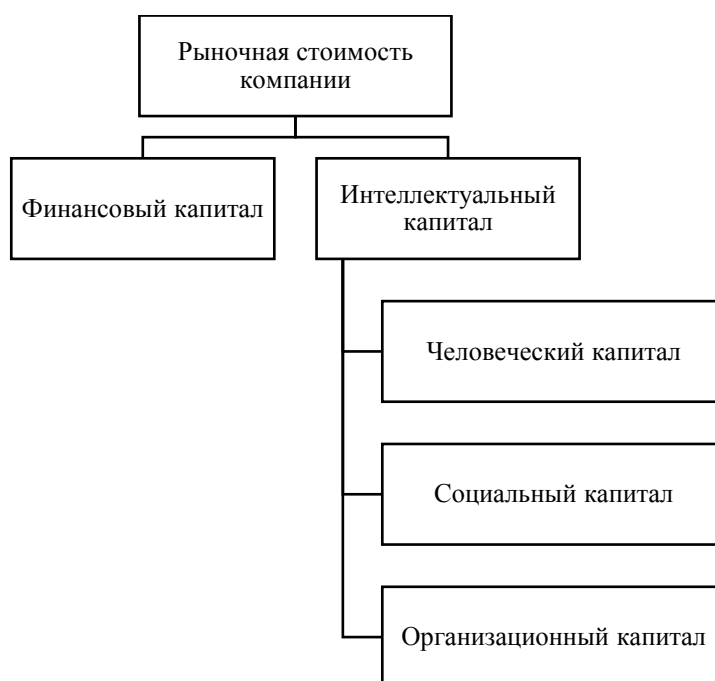 Рыночная стоимость
компании
Финансовый капитал
Интеллектуальный
капитал
Человеческий капитал
Социальный капитал
Организационный капитал